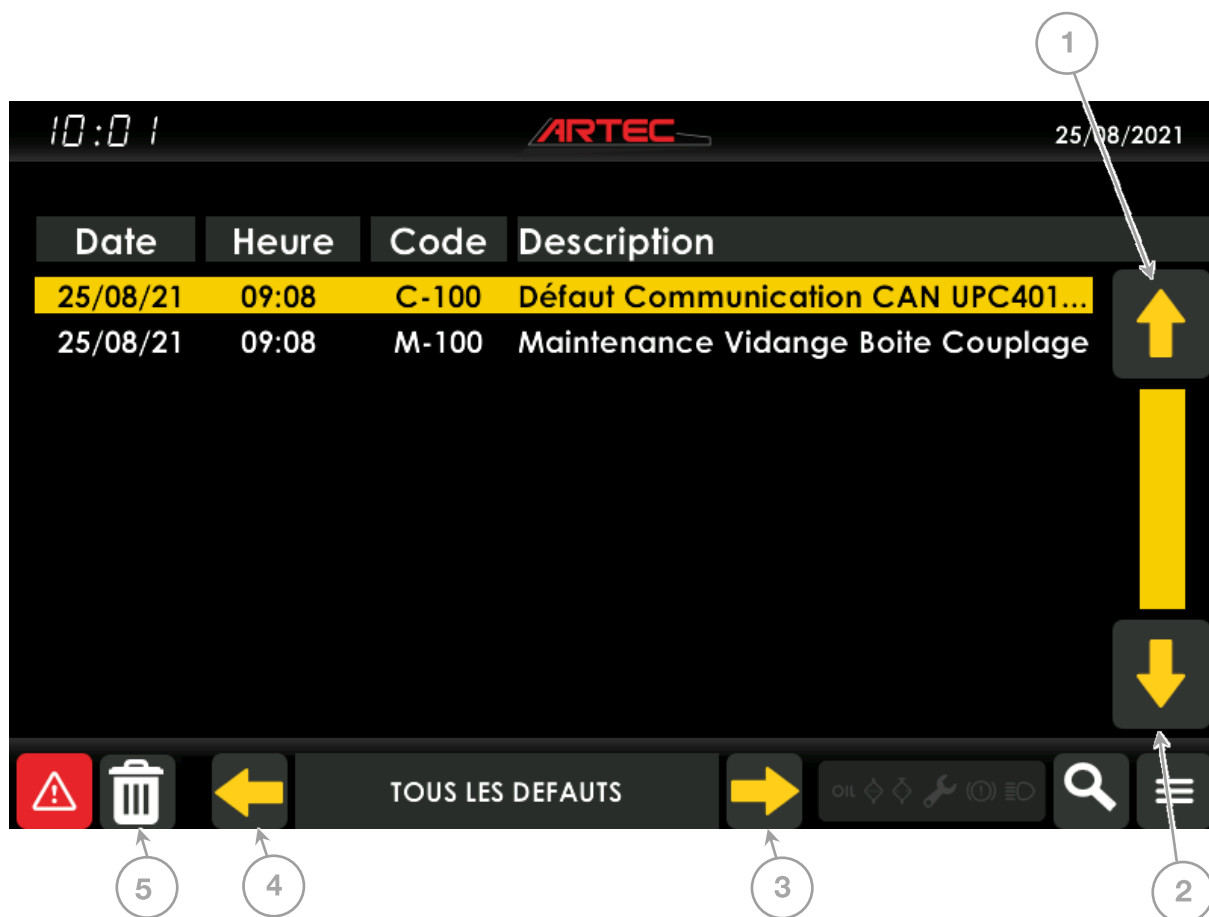 1
10:01
ARTEC
25/08/2021
Date Heure Code Description
25/08/21 09:08 C-100 Défaut Communication CAN UPC401...
25/08/21 09:08 M-100 Maintenance Vidange Boite Couplage
TOUS LES DEFAUTS
OIL
5 4 3 2